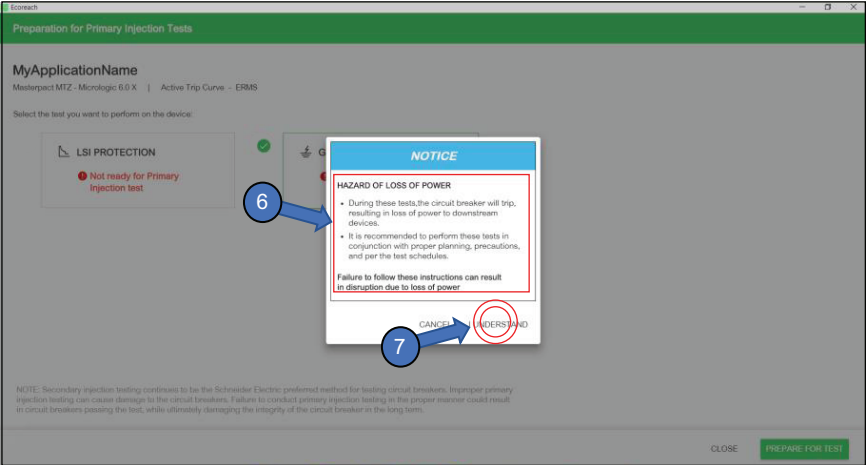 Ecoreach
Preparation for Primary Injection Tests
MyApplicationName
Masterpact MTZ - Micrologic 6.0 X | Active Trip Curve - ERMS
Select the test you want to perform on the device:
LSI PROTECTION
Not ready for Primary
Injection test
G
NOTICE
HAZARD OF LOSS OF POWER
• During these tests,the circuit breaker will trip,
resulting in loss of power to downstream
devices.
• It is recommended to perform these tests in
conjunction with proper planning, precautions,
and per the test schedules.
Failure to follow these instructions can result
in disruption due to loss of power
6
CANCEL I UNDERSTAND
7
NOTE: Secondary injection testing continues to be the Schneider Electric preferred method for testing circuit breakers. Improper primary
injection testing can cause damage to the circuit breakers. Failure to conduct primary injection testing in the proper manner could result
in circuit breakers passing the test, while ultimately damaging the integrity of the circuit breaker in the long term.
CLOSE PREPARE FOR TEST